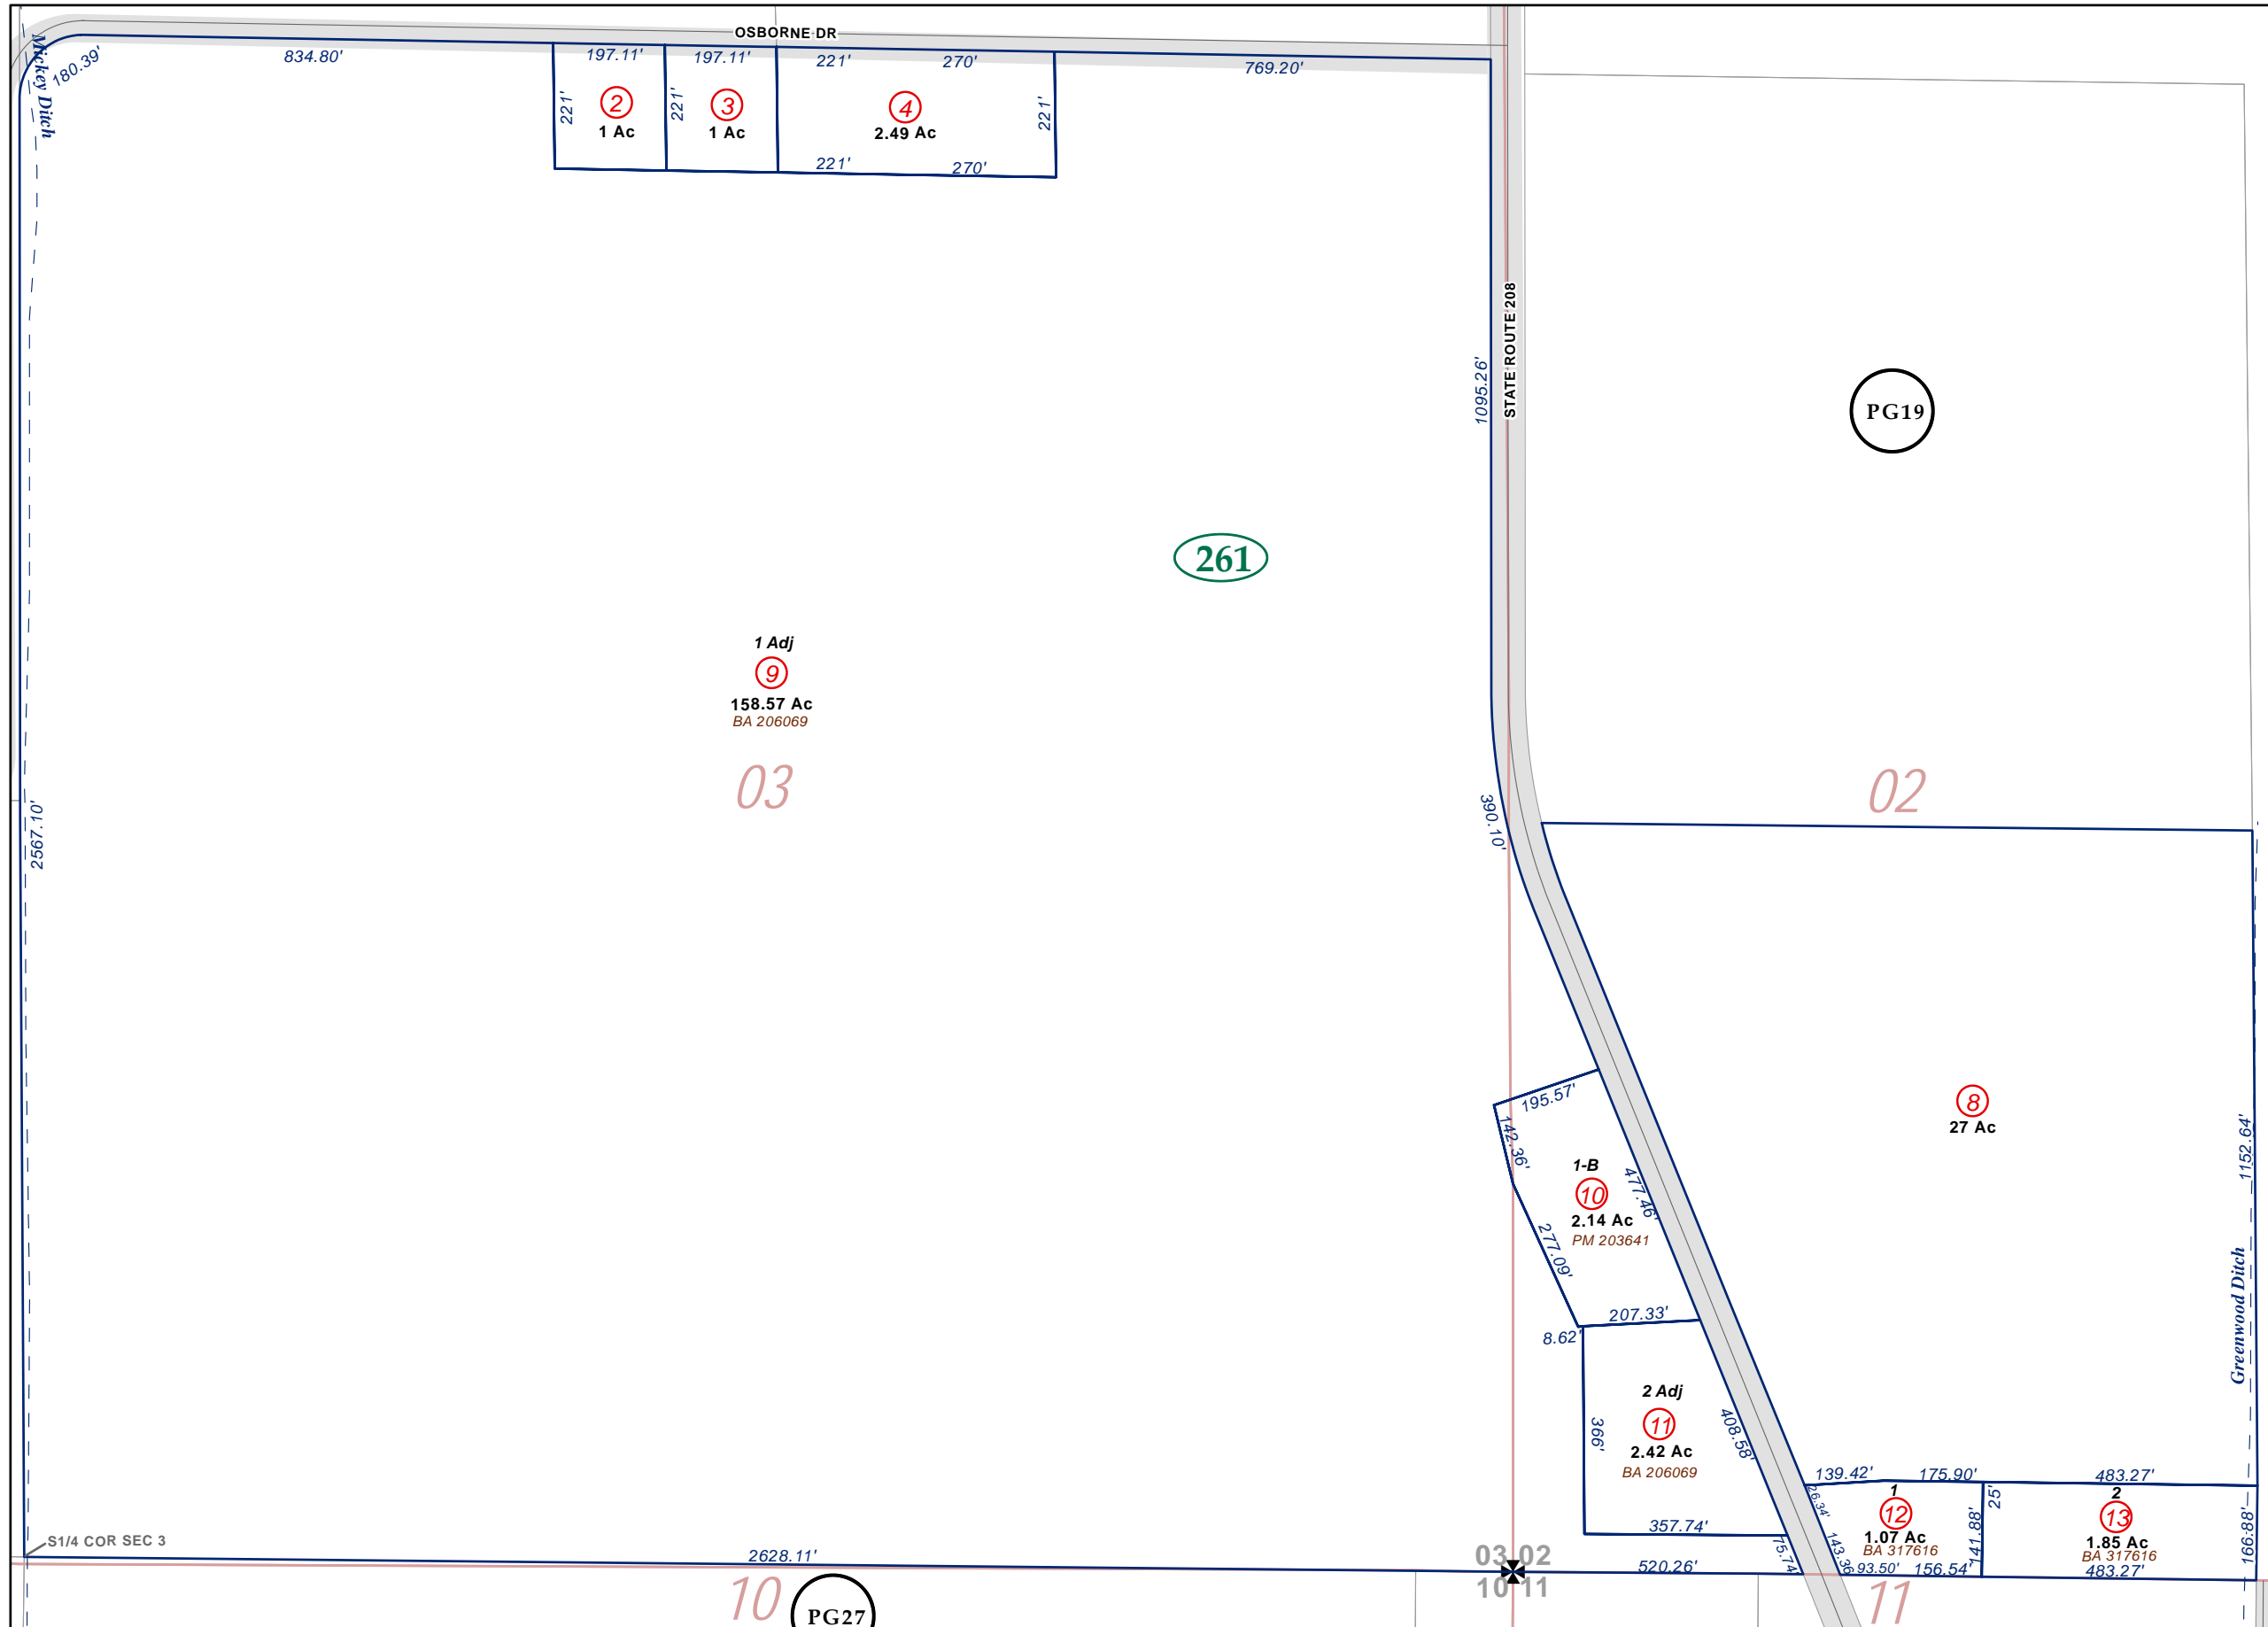 OSBORNE DR
Mickey Ditch
180.39'
834.80'
197.11'
197.11'
221'
270'
769.20'
221'
2
1 Ac
221'
3
1 Ac
4
2.49 Ac
221'
221'
270'
STATE ROUTE 208
1095.26'
PG19
261
1 Adj
9
158.57 Ac
BA 206069
03
02
2567.10'
390.10'
8
27 Ac
1152.64'
195.57'
142.36'
1-B
10
2.14 Ac
PM 203641
477.46'
277.09'
207.33'
8.62'
Greenwood Ditch
2 Adj
11
2.42 Ac
BA 206069
396'
408.58'
357.74'
75.74'
139.42'
175.90'
483.27'
26.34'
1
12
1.07 Ac
BA 317616
143.36'
93.50'
156.54'
141.88'
25'
2
13
1.85 Ac
BA 317616
483.27'
166.88'
S1/4 COR SEC 3
2628.11'
520.26'
03 02
10 11
10
PG27
11